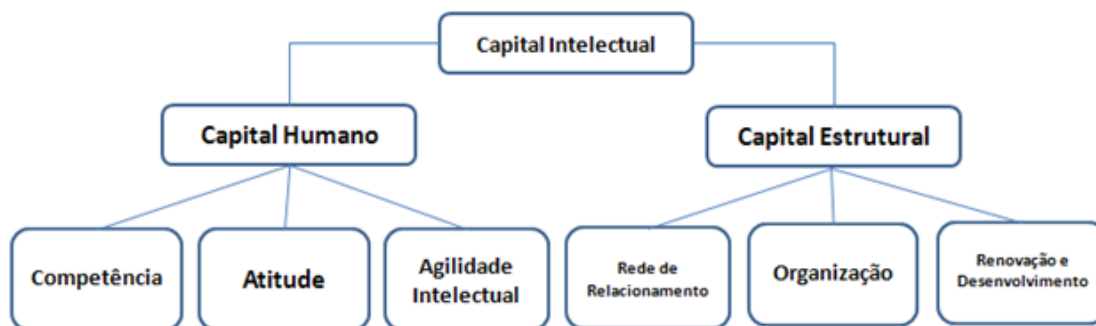 Capital Intelectual
Capital Humano
Capital Estrutural
Competência
Atitude
Agilidade
Intelectual
Rede de
Relacionamento
Organização
Renovação e
Desenvolvimento